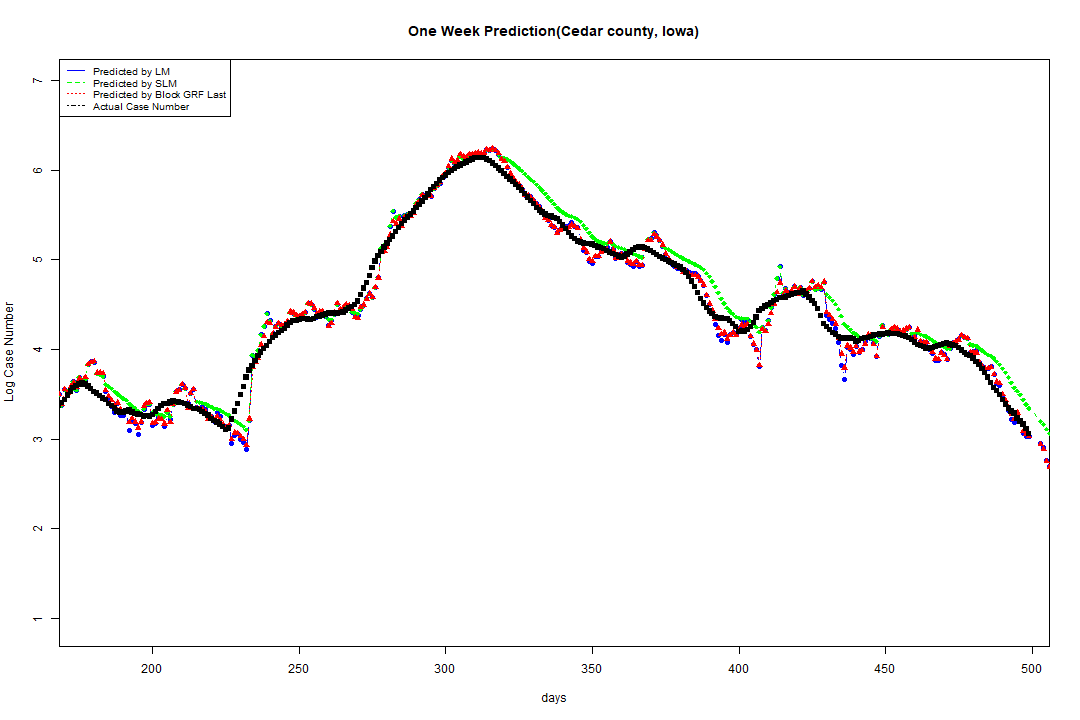 One Week Prediction(Cedar county, Iowa)
Predicted by LM
Predicted by SLM
Predicted by Block GRF Last
Actual Case Number
7
6
5
4
3
2
1
Log Case Number
200 250 300 350 400 450 500
days